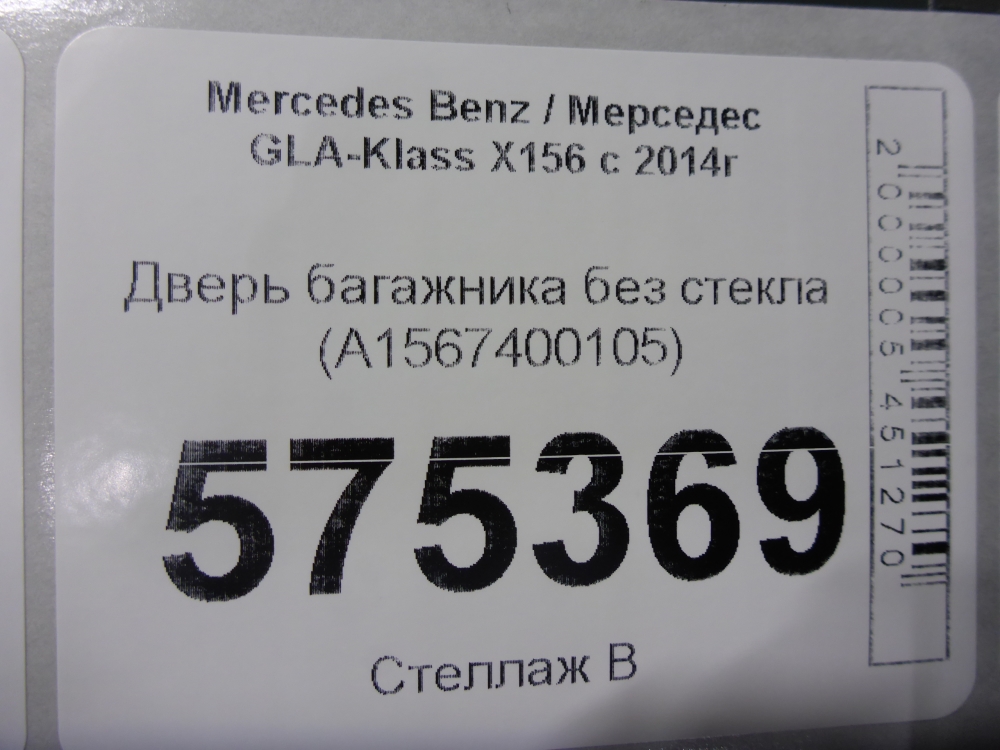 Mercedes Benz / Мерседес
GLA-Klass X156 с 2014г
Дверь багажника без стекла
(A1567400105)
575369
Стеллаж В
2000005451270